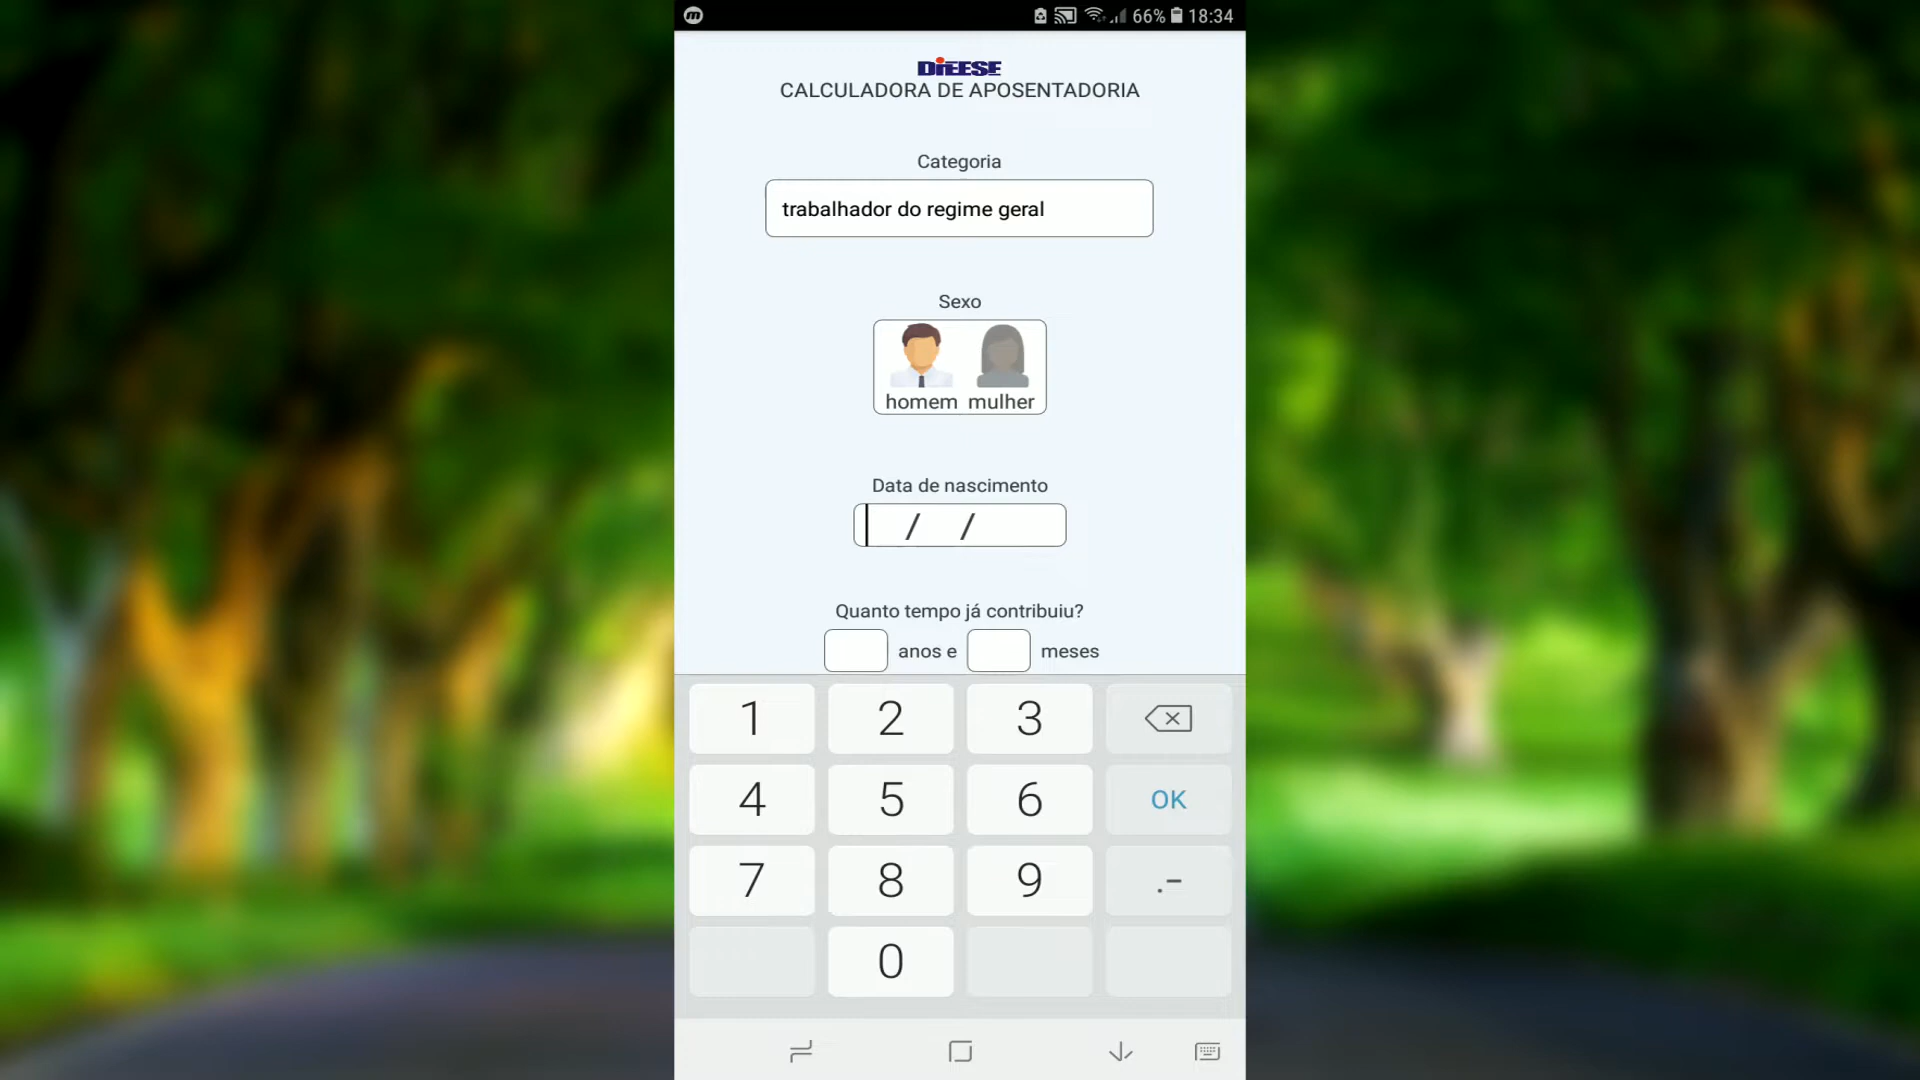 66% 18:34
DIEESE
CALCULADORA DE APOSENTADORIA
Categoria
trabalhador do regime geral
Sexo
homem mulher
Data de nascimento
/ /
Quanto tempo já contribuiu?
anos e meses
1 2 3
4 5 6 OK
7 8 9 .-
0